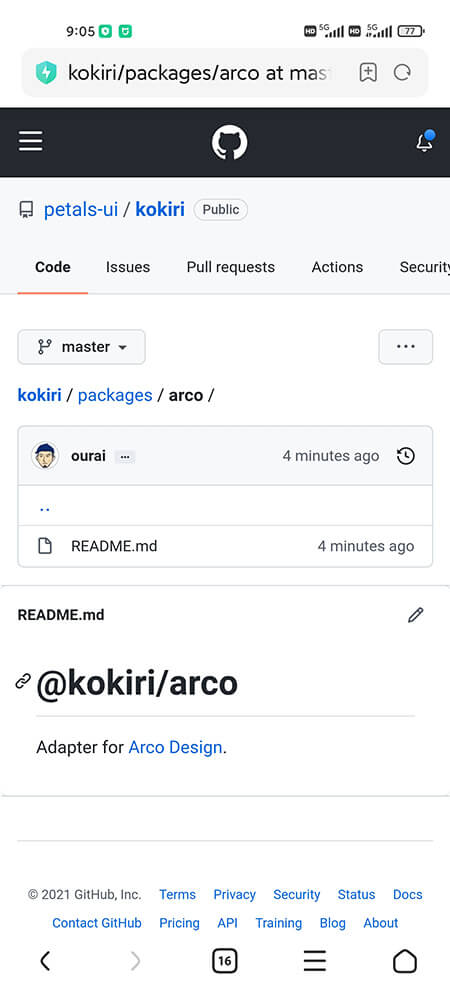 9:05 HD 5G HD 5G 77
kokiri/packages/arco at mas
petals-ui / kokiri Public
Code Issues Pull requests Actions Security
master ...
kokiri / packages / arco /
ourai ... 4 minutes ago
..
README.md 4 minutes ago
README.md
@kokiri/arco
Adapter for Arco Design.
© 2021 GitHub, Inc. Terms Privacy Security Status Docs
Contact GitHub Pricing API Training Blog About
16